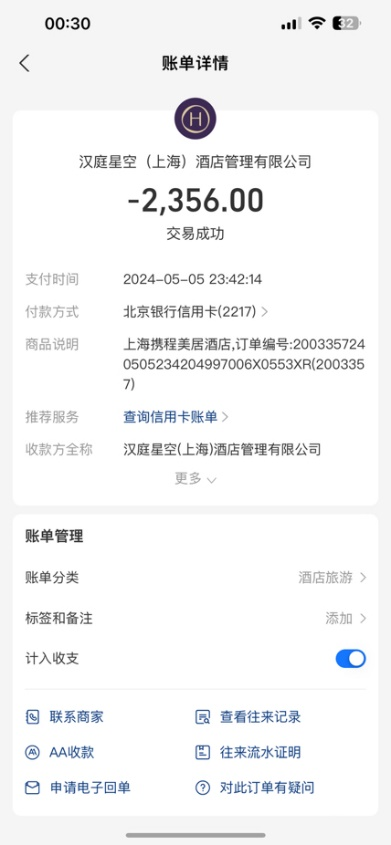 00:30
32
账单详情
H
汉庭星空（上海）酒店管理有限公司
-2,356.00
交易成功
支付时间 2024-05-05 23:42:14
付款方式 北京银行信用卡(2217)
商品说明 上海携程美居酒店,订单编号:200335724
0505234204997006X0553XR(200335
7)
推荐服务 查询信用卡账单
收款方全称 汉庭星空(上海)酒店管理有限公司
更多
账单管理
账单分类 酒店旅游
标签和备注 添加
计入收支
联系商家 查看往来记录
AA收款 往来流水证明
申请电子回单 对此订单有疑问